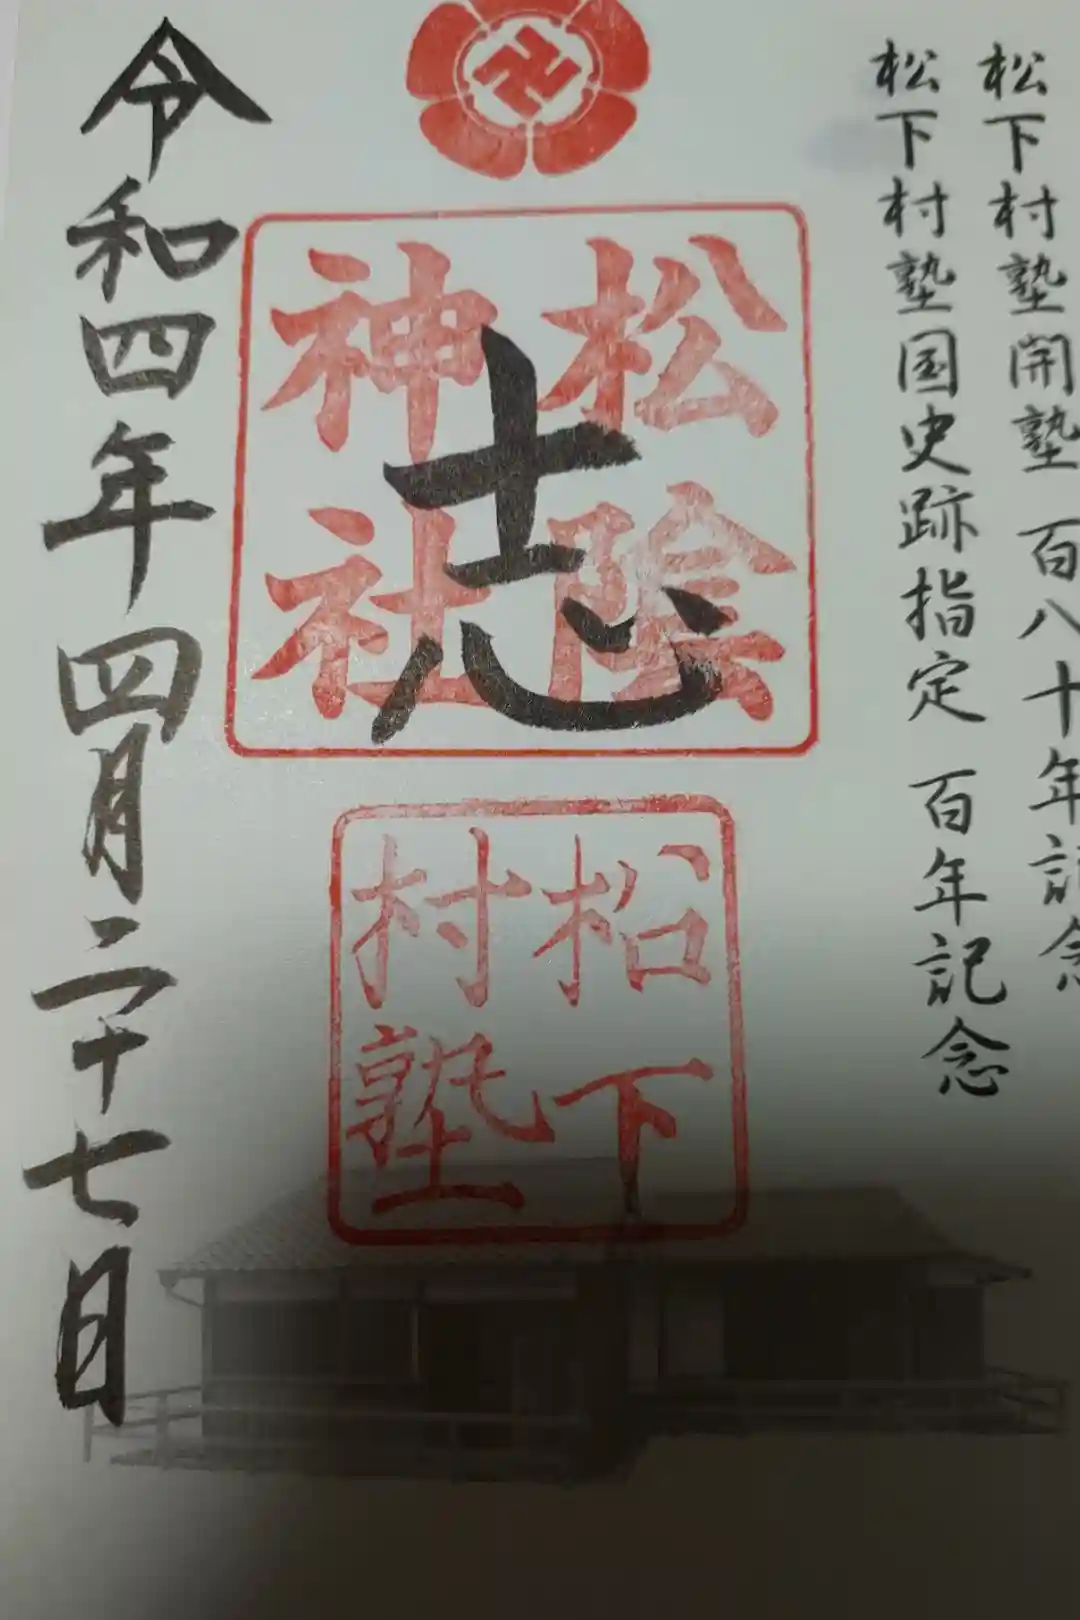 松下村塾開塾 百八十年記念
松下村塾国史跡指定 百年記念
松陰
神社
志
松下
村塾
令和四年四月二十七日